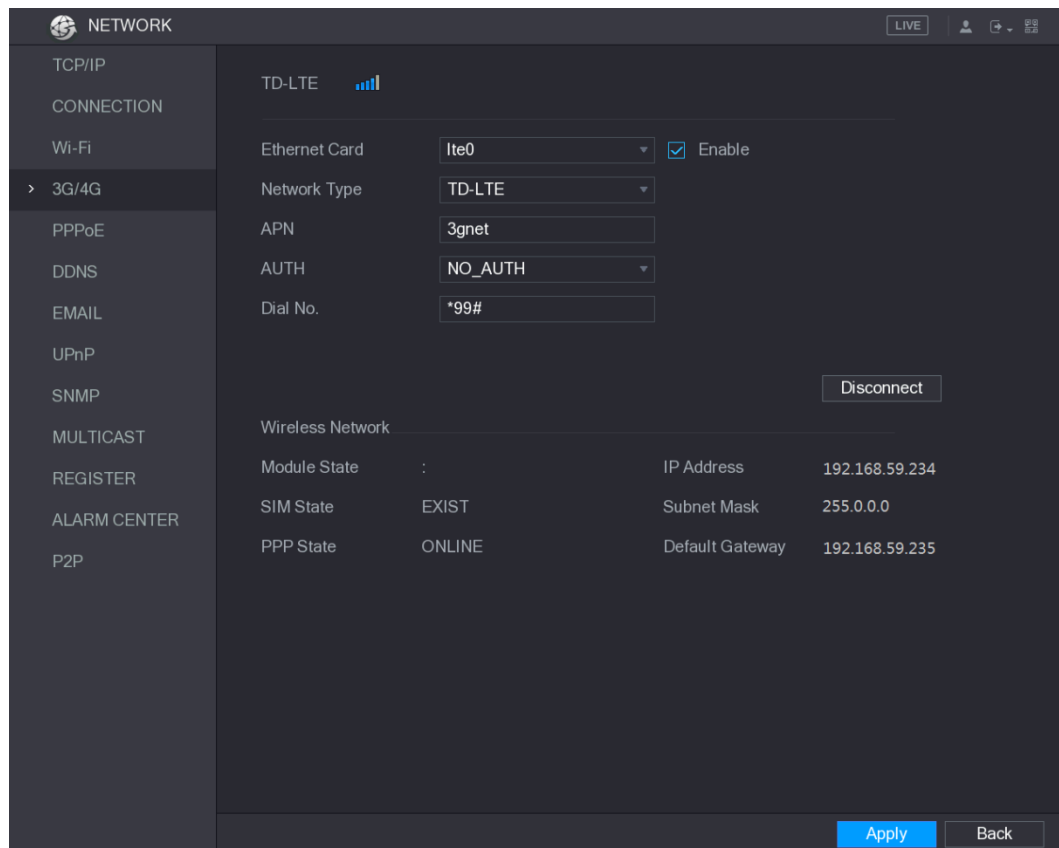 NETWORK
LIVE
TCP/IP
CONNECTION
Wi-Fi
3G/4G
PPPoE
DDNS
EMAIL
UPnP
SNMP
MULTICAST
REGISTER
ALARM CENTER
P2P
TD-LTE
Ethernet Card lte0 Enable
Network Type TD-LTE
APN 3gnet
AUTH NO_AUTH
Dial No. *99#
Disconnect
Wireless Network
Module State : IP Address 192.168.59.234
SIM State EXIST Subnet Mask 255.0.0.0
PPP State ONLINE Default Gateway 192.168.59.235
Apply Back